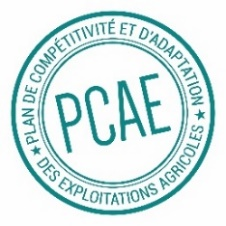 PLAN DE COMPÉTITIVITÉ ET D'ADAPTATION
PCAE
DES EXPLOITATIONS AGRICOLES